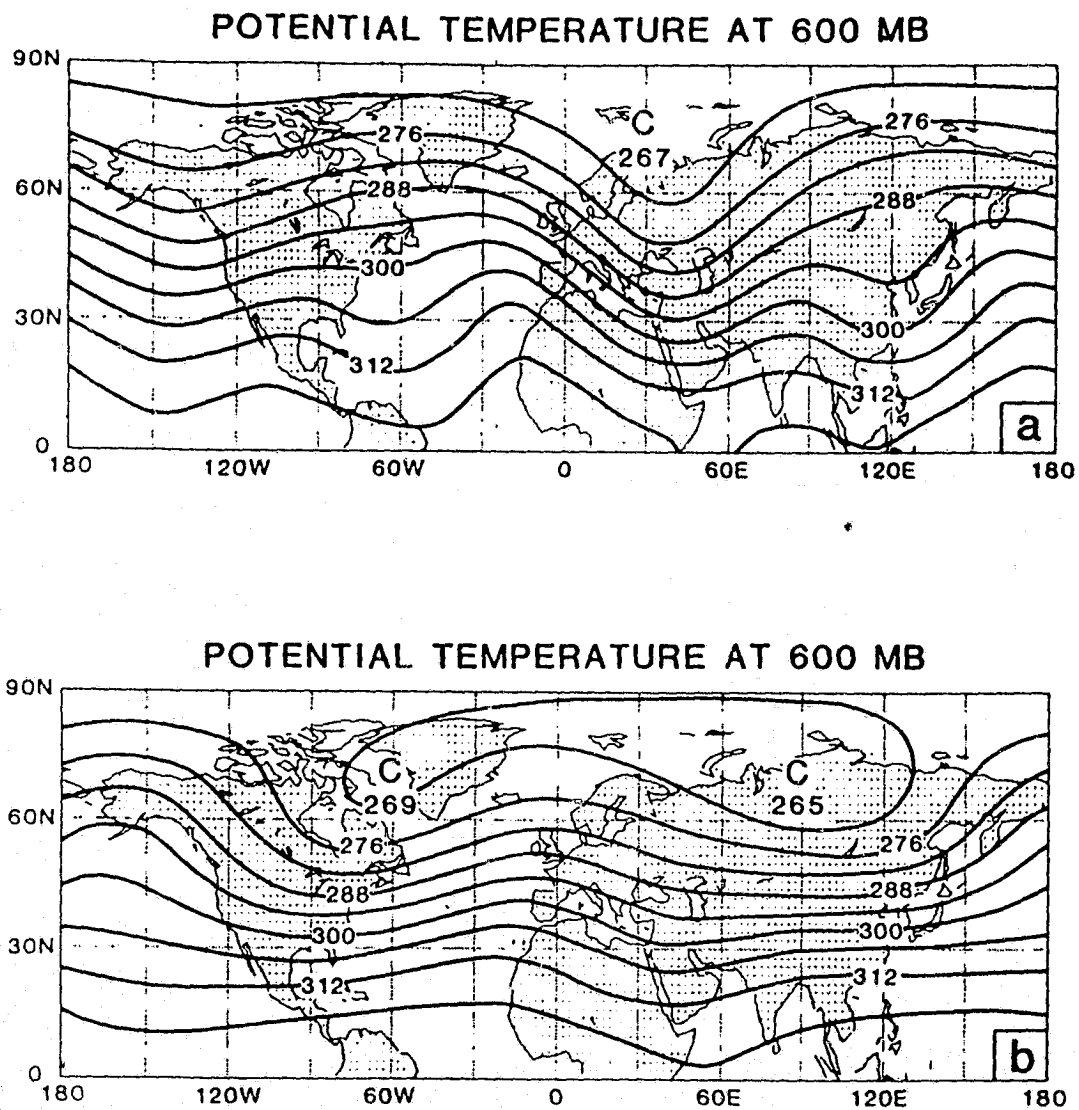 POTENTIAL TEMPERATURE AT 600 MB
90N
C
276
276
267
60N
288
288
300
300
30N
312
312
0
a
180 120W 60W 0 60E 120E 180
POTENTIAL TEMPERATURE AT 600 MB
90N
C
C
269
265
60N
276
276
288
288
300
300
30N
312
312
0
b
180 120W 60W 0 60E 120E 180